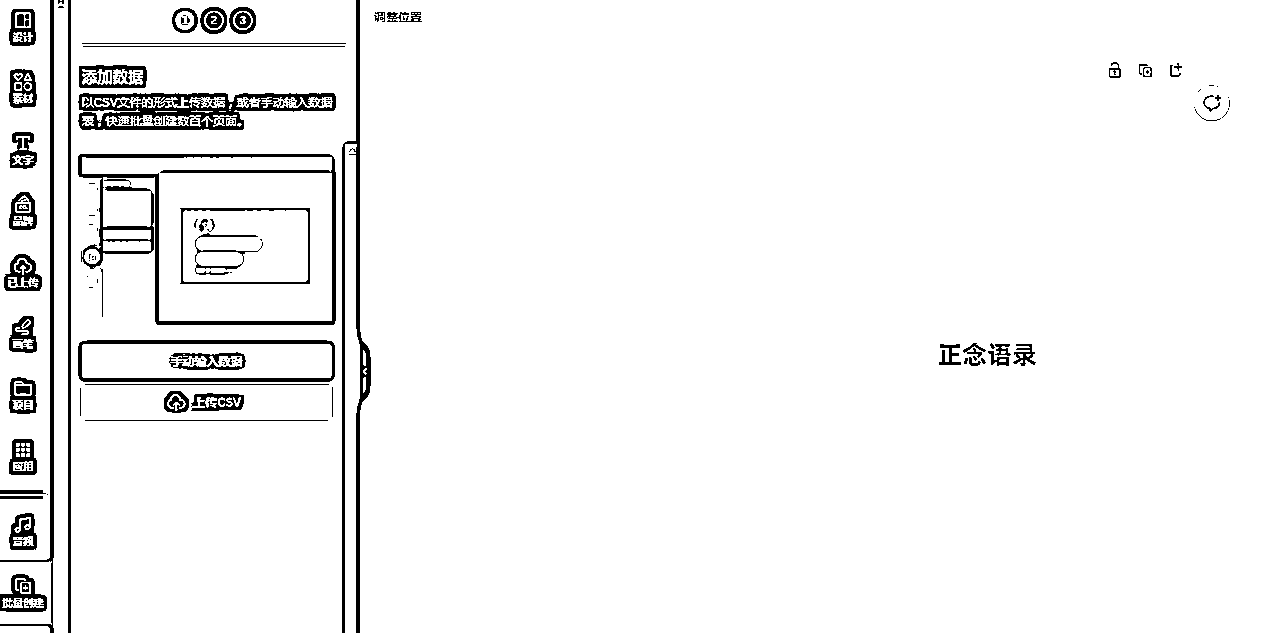 设计
素材
文字
品牌
已上传
画笔
项目
应用
音频
批量创建
1 2 3
添加数据
以CSV文件的形式上传数据，或者手动输入数据
表，快速批量创建数百个页面。
手动输入数据
上传CSV
调整位置
正念语录